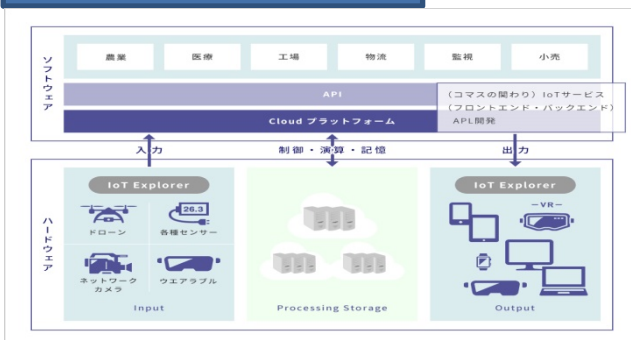 ソフトウェア
農業
医療
工場
物流
監視
小売
API
（コマスの関わり）IoTサービス
（フロントエンド・バックエンド）
APL開発
Cloud プラットフォーム
入力
制御・演算・記憶
出力
ハードウェア
IoT Explorer
ドローン
26.3
各種センサー
ネットワーク
カメラ
ウエアラブル
Input
Processing Storage
IoT Explorer
－VR－
Output